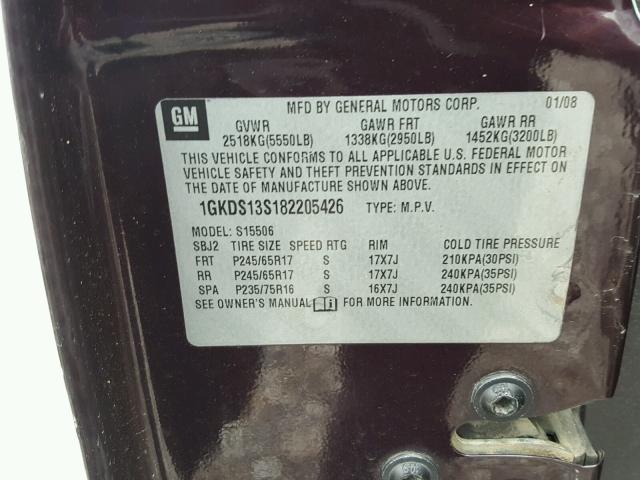 GM
MFD BY GENERAL MOTORS CORP. 01/08
GVWR GAWR FRT GAWR RR
2518KG(5550LB) 1338KG(2950LB) 1452KG(3200LB)
THIS VEHICLE CONFORMS TO ALL APPLICABLE U.S. FEDERAL MOTOR
VEHICLE SAFETY AND THEFT PREVENTION STANDARDS IN EFFECT ON
THE DATE OF MANUFACTURE SHOWN ABOVE.
1GKDS13S182205426 TYPE: M.P.V.
MODEL: S15506
SBJ2 TIRE SIZE SPEED RTG RIM COLD TIRE PRESSURE
FRT P245/65R17 S 17X7J 210KPA(30PSI)
RR P245/65R17 S 17X7J 240KPA(35PSI)
SPA P235/75R16 S 16X7J 240KPA(35PSI)
SEE OWNER'S MANUAL FOR MORE INFORMATION.